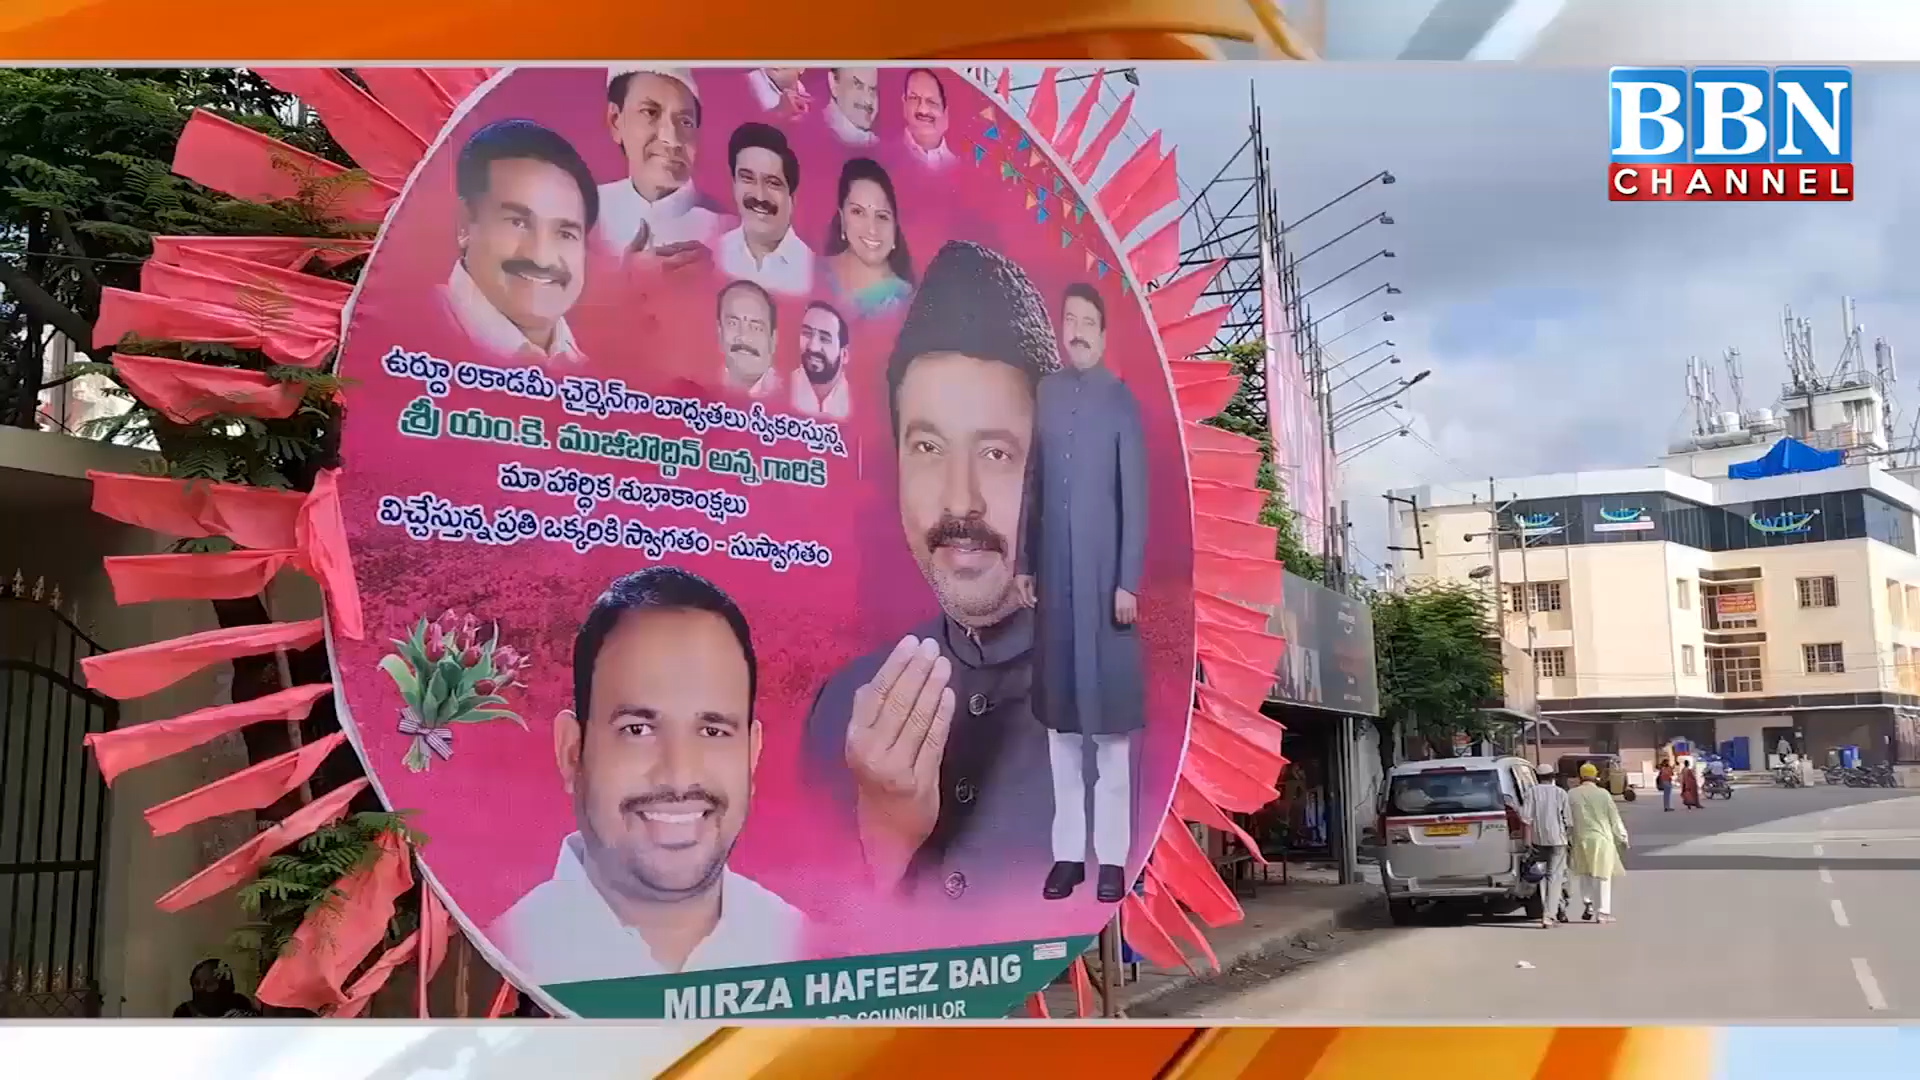 BBN
CHANNEL
ఉర్దూ అకాడమీ ఛైర్మెన్‌గా బాధ్యతలు స్వీకరిస్తున్న
శ్రీ యం.కె. ముజీబొద్దిన్ అన్న గారికి
మా హార్ధిక శుభాకాంక్షలు
విచ్చేస్తున్న ప్రతి ఒక్కరికి స్వాగతం - సుస్వాగతం
MIRZA HAFEEZ BAIG
COUNCILLOR